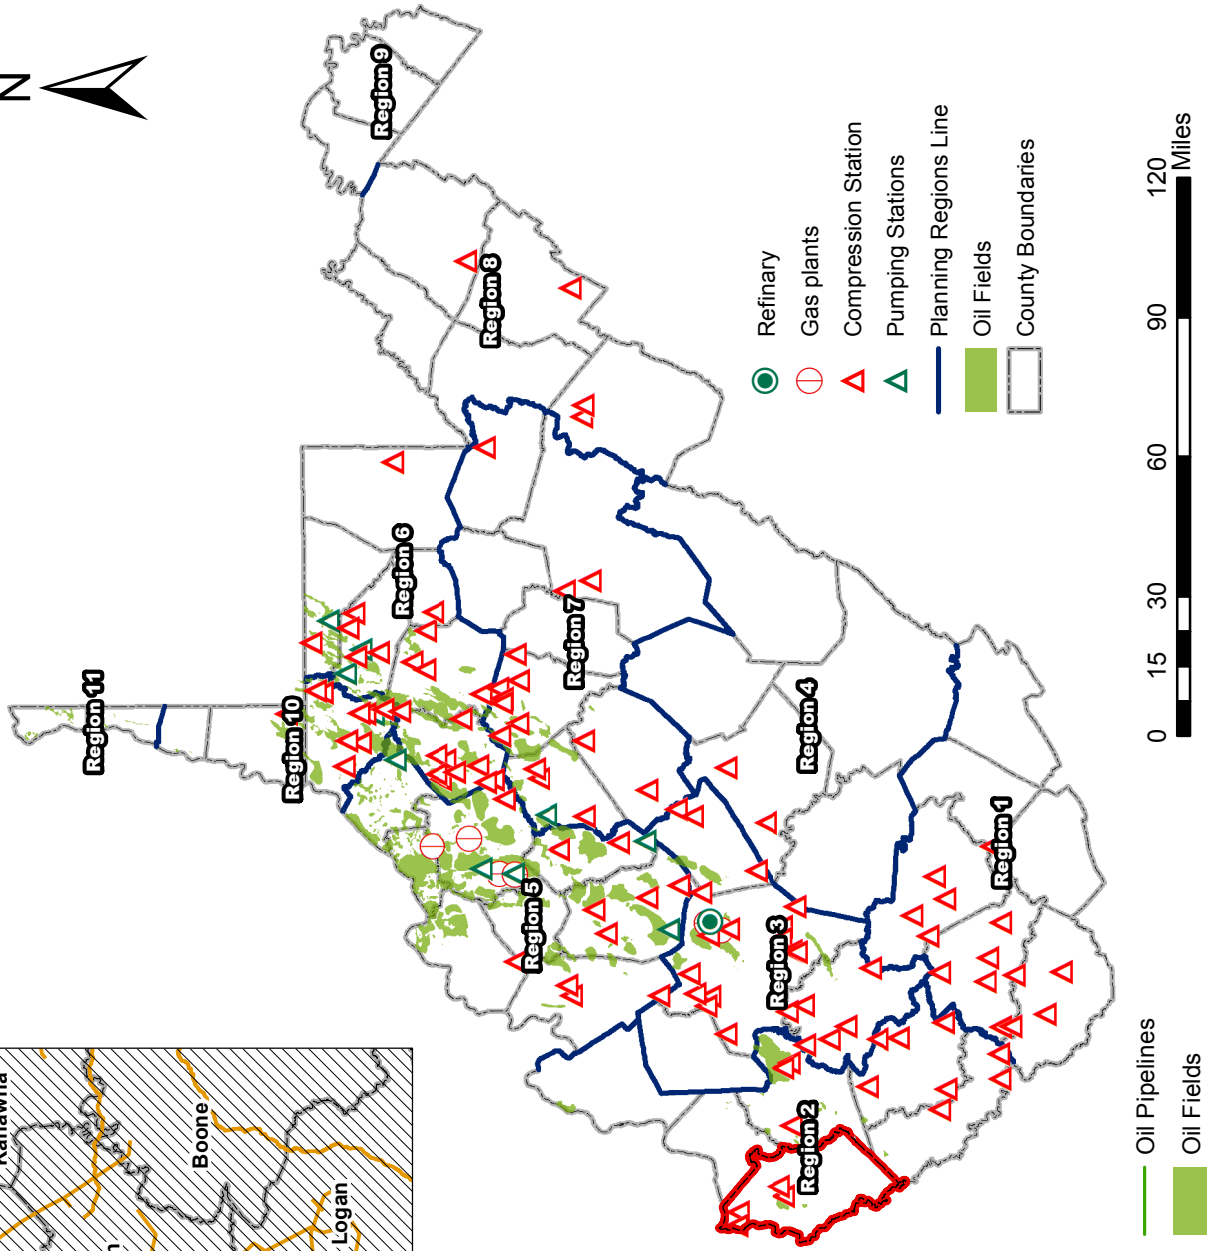 N
Region 9
Region 11
Region 8
Region 10
Region 6
Region 7
Region 5
Region 4
Region 3
Region 1
Region 2
Refinary
Gas plants
Compression Station
Pumping Stations
Planning Regions Line
Oil Fields
County Boundaries
0 15 30 60 90 120
Miles
Kanawha
Boone
Logan
n
Oil Pipelines
Oil Fields